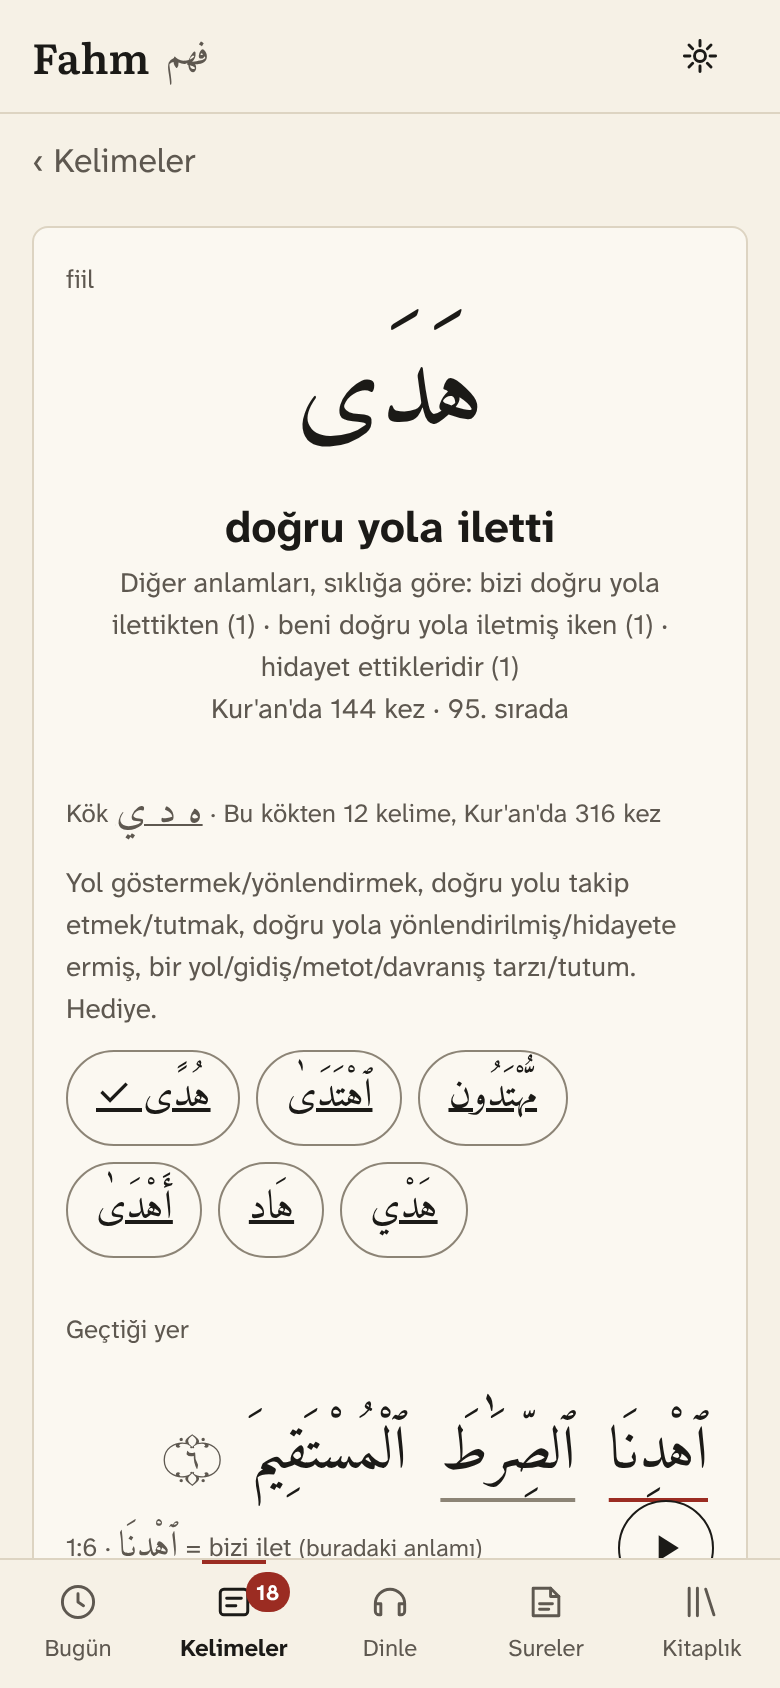 Fahm فهم
‹ Kelimeler
fiil
هَدَى
doğru yola iletti
Diğer anlamları, sıklığa göre: bizi doğru yola
ilettikten (1) · beni doğru yola iletmiş iken (1) ·
hidayet ettikleridir (1)
Kur'an'da 144 kez · 95. sırada
Kök ه د ي · Bu kökten 12 kelime, Kur'an'da 316 kez
Yol göstermek/yönlendirmek, doğru yolu takip
etmek/tutmak, doğru yola yönlendirilmiş/hidayete
ermiş, bir yol/gidiş/metot/davranış tarzı/tutum.
Hediye.
هُدًى ✓ ٱهْتَدَىٰ مُّهْتَدُون
أَهْدَىٰ هَاد هَدْي
Geçtiği yer
ٱهْدِنَا ٱلصِّرَٰطَ ٱلْمُسْتَقِيمَ ٦
1:6 · ٱهْدِنَا = bizi ilet (buradaki anlamı)
18
Bugün Kelimeler Dinle Sureler Kitaplık